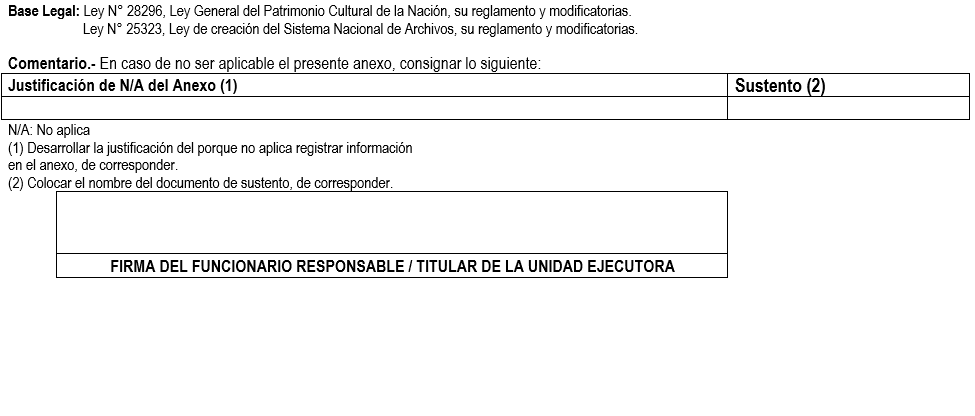 Base Legal: Ley N° 28296, Ley General del Patrimonio Cultural de la Nación, su reglamento y modificatorias.
Ley N° 25323, Ley de creación del Sistema Nacional de Archivos, su reglamento y modificatorias.
Comentario.- En caso de no ser aplicable el presente anexo, consignar lo siguiente:
Justificación de N/A del Anexo (1) Sustento (2)
N/A: No aplica
(1) Desarrollar la justificación del porque no aplica registrar información
en el anexo, de corresponder.
(2) Colocar el nombre del documento de sustento, de corresponder.
FIRMA DEL FUNCIONARIO RESPONSABLE / TITULAR DE LA UNIDAD EJECUTORA